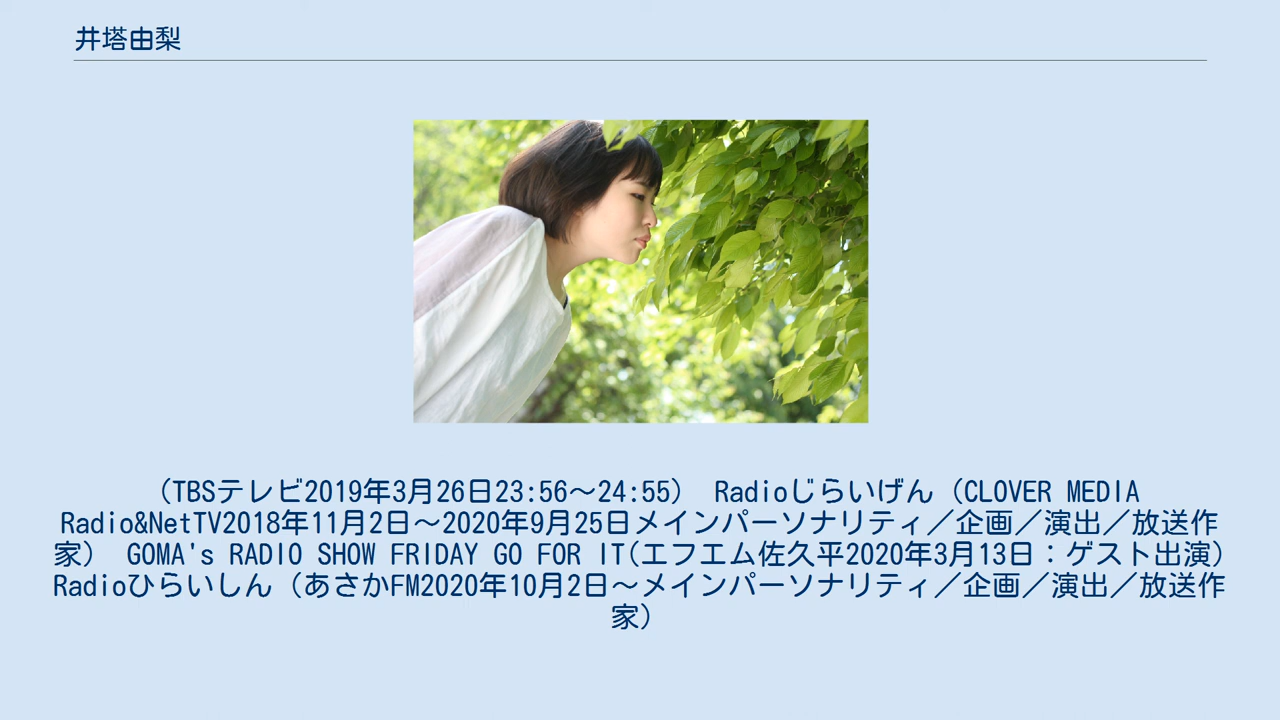 井塔由梨
（TBSテレビ2019年3月26日23:56～24:55） Radioじらいげん（CLOVER MEDIA
Radio&NetTV2018年11月2日～2020年9月25日メインパーソナリティ／企画／演出／放送作
家） GOMA's RADIO SHOW FRIDAY GO FOR IT(エフエム佐久平2020年3月13日：ゲスト出演）
Radioひらいしん（あさかFM2020年10月2日～メインパーソナリティ／企画／演出／放送作
家）